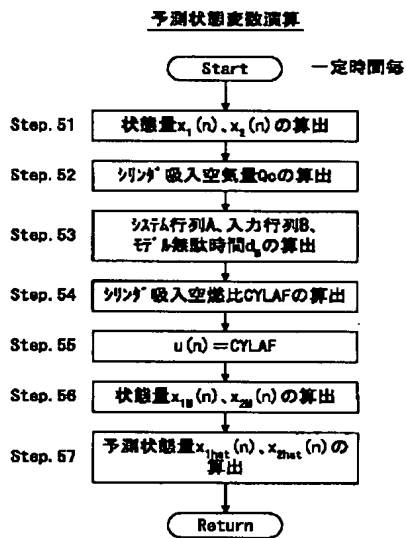 予測状態変数演算
Start 一定時間毎
Step. 51 状態量x₁(n)、x₂(n)の算出
Step. 52 ｼﾘﾝﾀﾞ吸入空気量Qcの算出
Step. 53 ｼｽﾃﾑ行列A、入力行列B、
ﾓﾃﾞﾙ無駄時間dₘの算出
Step. 54 ｼﾘﾝﾀﾞ吸入空燃比CYLAFの算出
Step. 55 u(n)＝CYLAF
Step. 56 状態量x₁M(n)、x₂M(n)の算出
Step. 57 予測状態量x₁hat(n)、x₂hat(n)の
算出
Return